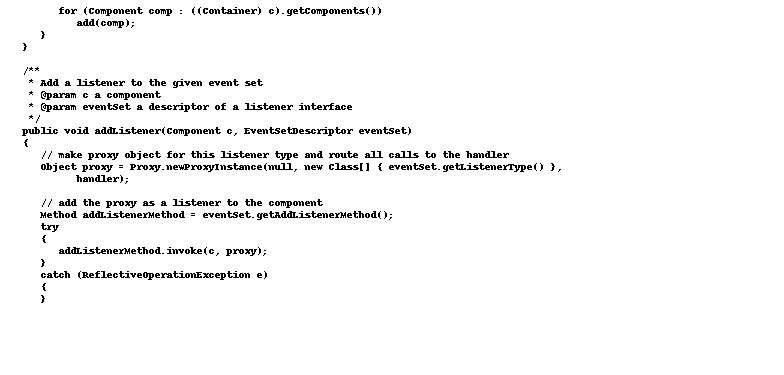 for (Component comp : ((Container) c).getComponents())
add(comp);
}
}
/**
* Add a listener to the given event set
* @param c a component
* @param eventSet a descriptor of a listener interface
*/
public void addListener(Component c, EventSetDescriptor eventSet)
{
// make proxy object for this listener type and route all calls to the handler
Object proxy = Proxy.newProxyInstance(null, new Class[] { eventSet.getListenerType() },
handler);
// add the proxy as a listener to the component
Method addListenerMethod = eventSet.getAddListenerMethod();
try
{
addListenerMethod.invoke(c, proxy);
}
catch (ReflectiveOperationException e)
{
}